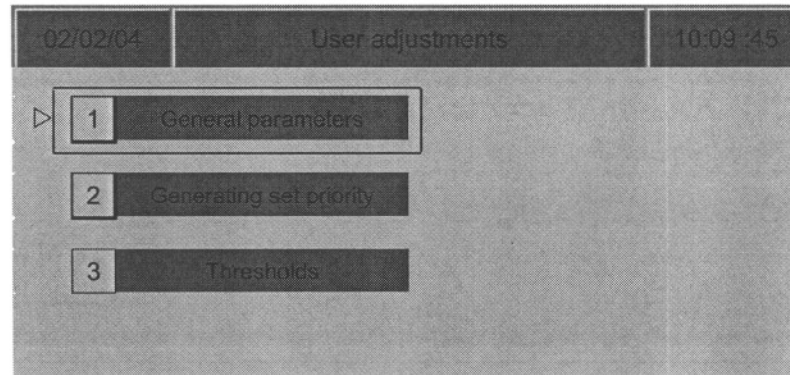 02/02/04 User adjustments 10:09:45
1 General parameters
2 Generating set priority
3 Thresholds